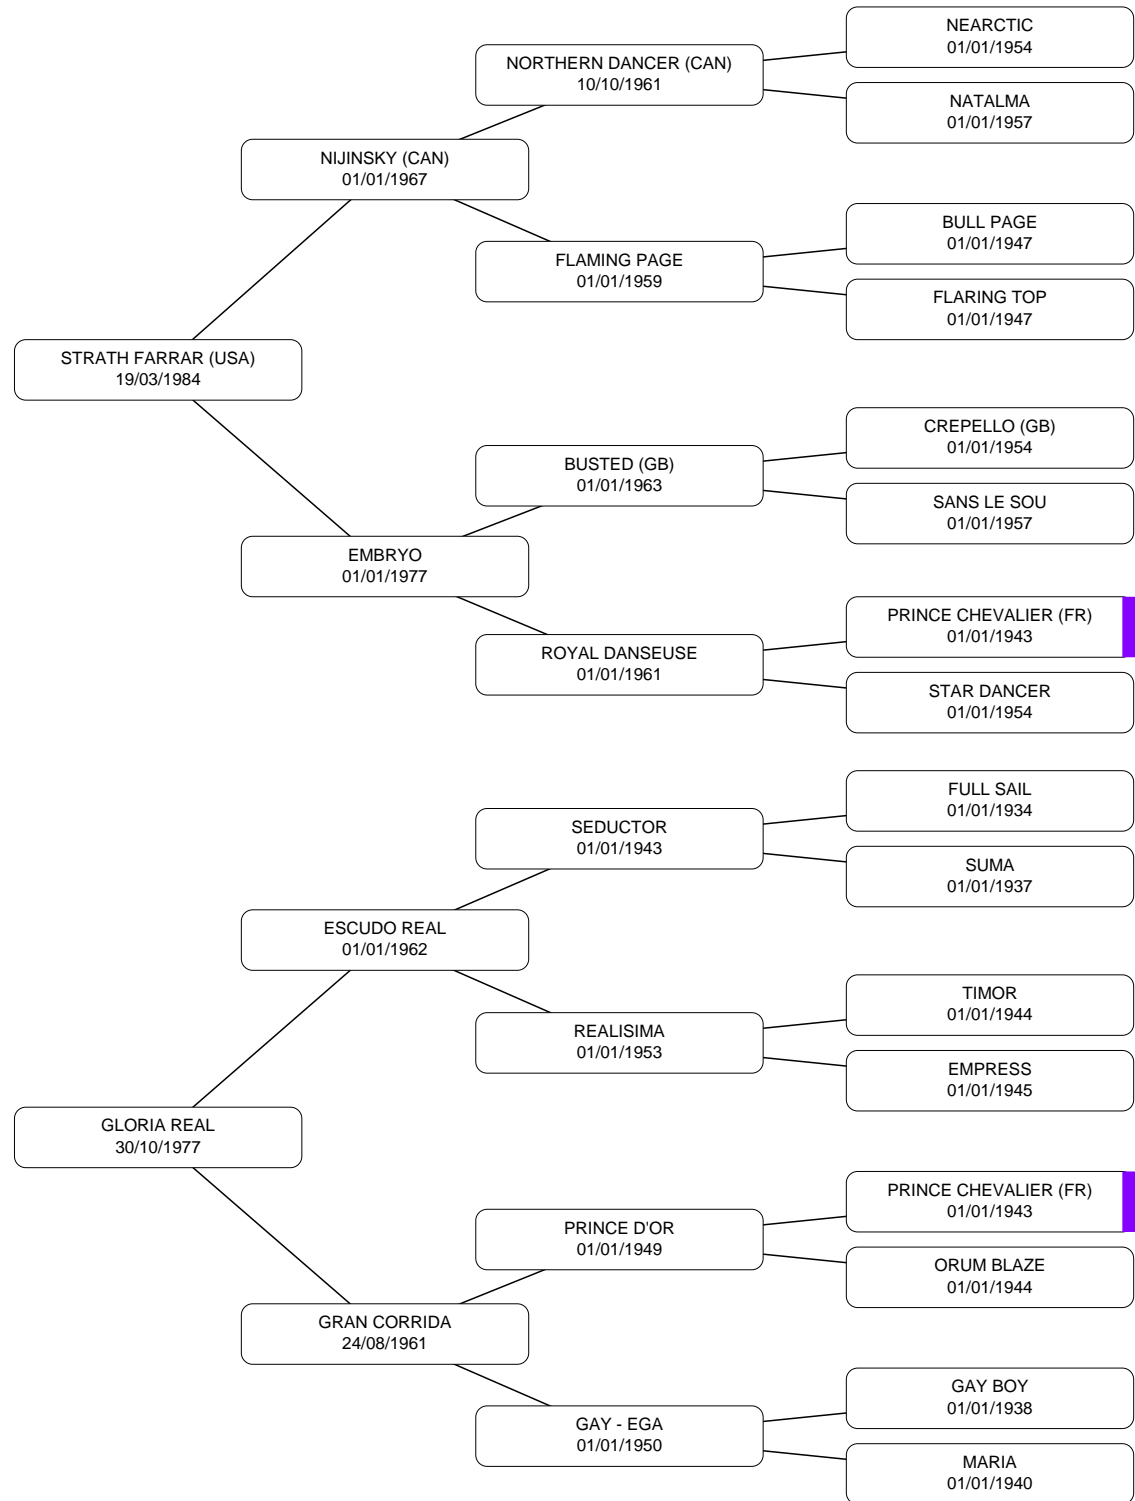 NEARCTIC
01/01/1954
NORTHERN DANCER (CAN)
10/10/1961
NATALMA
01/01/1957
NIJINSKY (CAN)
01/01/1967
BULL PAGE
01/01/1947
FLAMING PAGE
01/01/1959
FLARING TOP
01/01/1947
STRATH FARRAR (USA)
19/03/1984
CREPELLO (GB)
01/01/1954
BUSTED (GB)
01/01/1963
SANS LE SOU
01/01/1957
EMBRYO
01/01/1977
PRINCE CHEVALIER (FR)
01/01/1943
ROYAL DANSEUSE
01/01/1961
STAR DANCER
01/01/1954
FULL SAIL
01/01/1934
SEDUCTOR
01/01/1943
SUMA
01/01/1937
ESCUDO REAL
01/01/1962
TIMOR
01/01/1944
REALISIMA
01/01/1953
EMPRESS
01/01/1945
GLORIA REAL
30/10/1977
PRINCE CHEVALIER (FR)
01/01/1943
PRINCE D'OR
01/01/1949
ORUM BLAZE
01/01/1944
GRAN CORRIDA
24/08/1961
GAY BOY
01/01/1938
GAY - EGA
01/01/1950
MARIA
01/01/1940